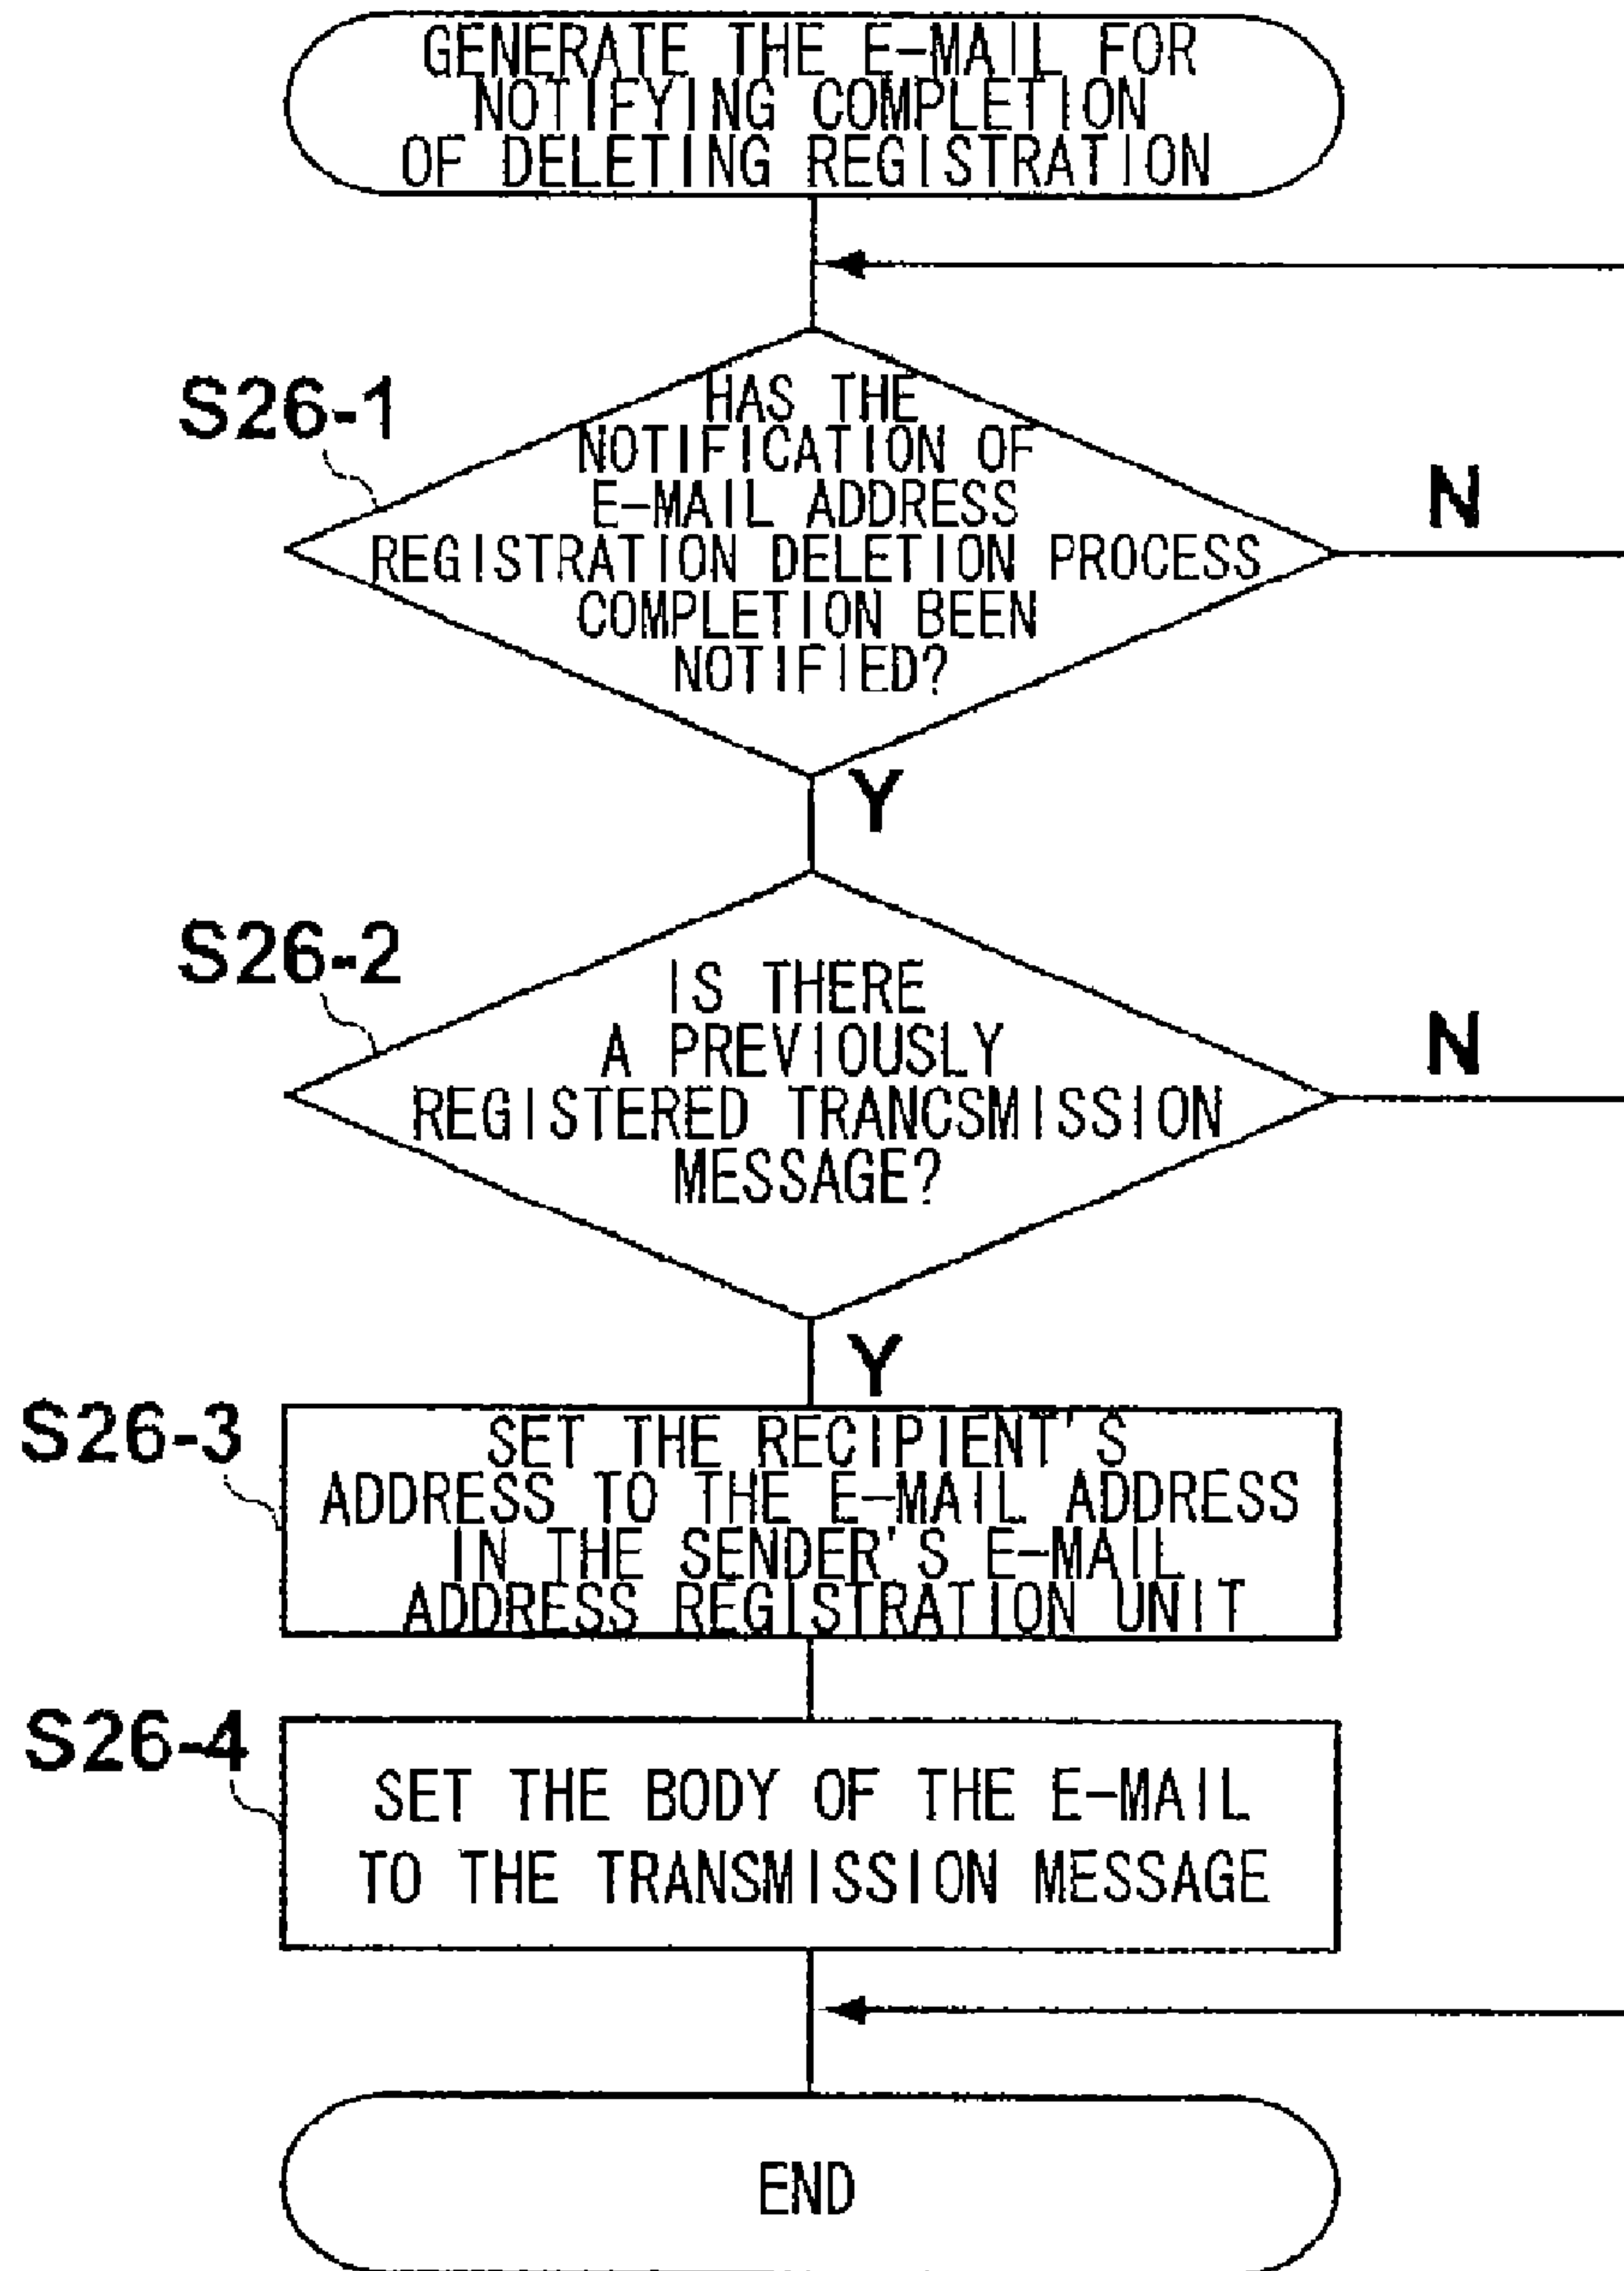 GENERATE THE E-MAIL FOR
NOTIFYING COMPLETION
OF DELETING REGISTRATION
S26-1
HAS THE
NOTIFICATION OF
E-MAIL ADDRESS
REGISTRATION DELETION PROCESS
COMPLETION BEEN
NOTIFIED?
N
Y
S26-2
IS THERE
A PREVIOUSLY
REGISTERED TRANCSMISSION
MESSAGE?
N
Y
S26-3
SET THE RECIPIENT'S
ADDRESS TO THE E-MAIL ADDRESS
IN THE SENDER'S E-MAIL
ADDRESS REGISTRATION UNIT
S26-4
SET THE BODY OF THE E-MAIL
TO THE TRANSMISSION MESSAGE
END